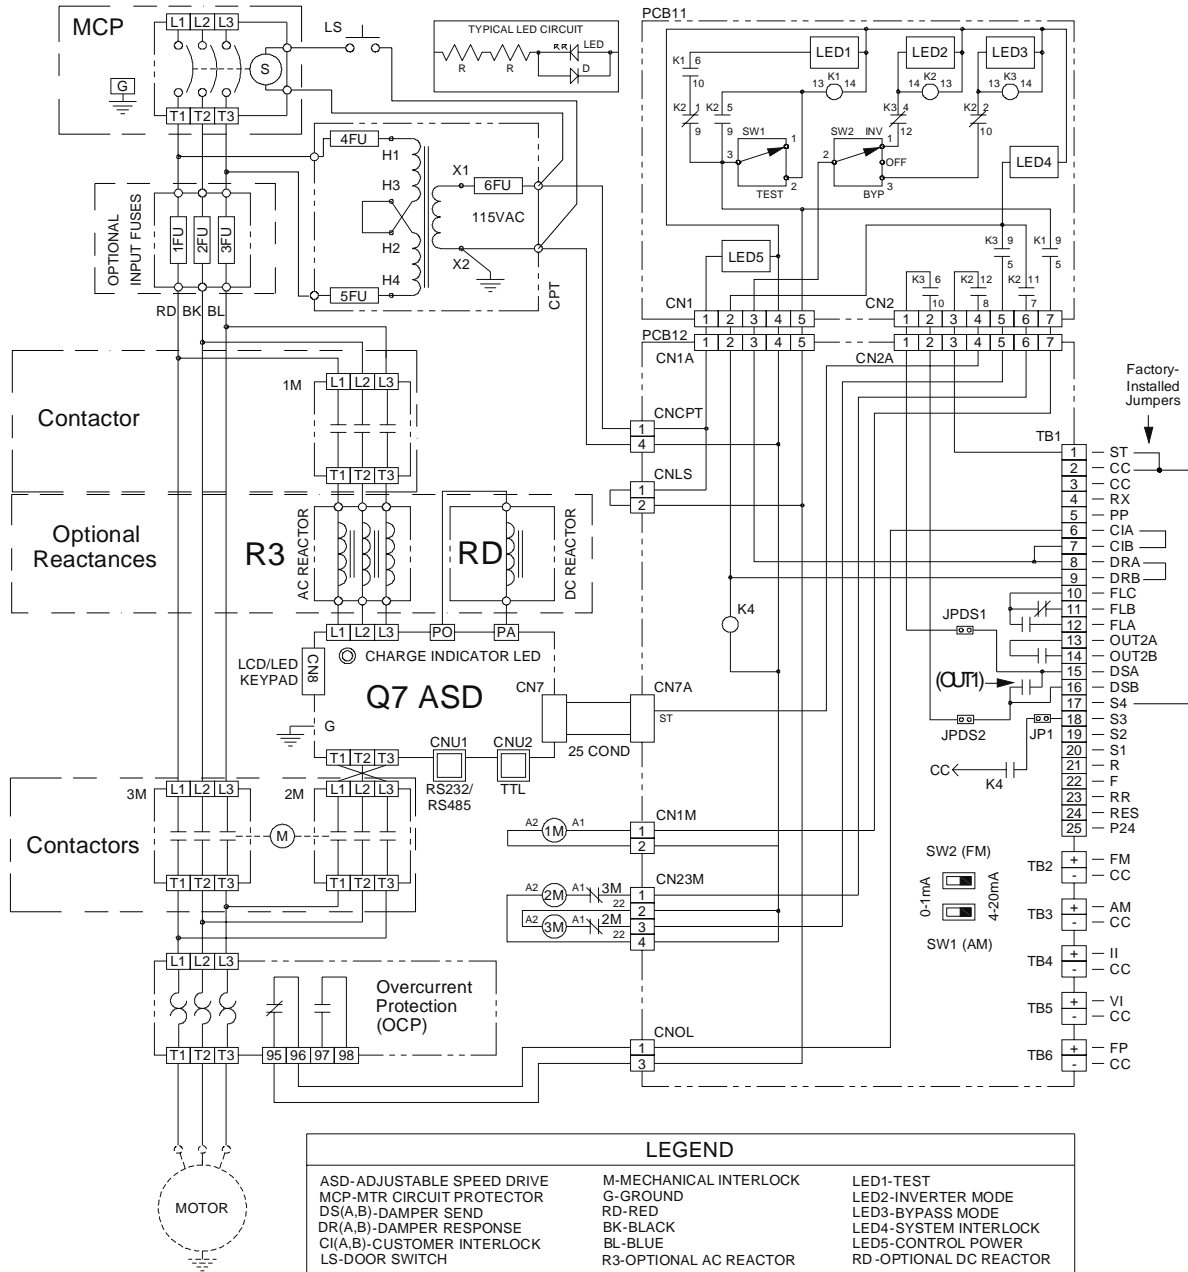 MCP
L1 L2 L3
S
G
T1 T2 T3
LS
TYPICAL LED CIRCUIT
R R LED
D
4FU
H1
H3
H2
H4
5FU
X1
6FU
115VAC
X2
CPT
OPTIONAL
INPUT FUSES
1FU 2FU 3FU
RD BK BL
PCB11
LED1 LED2 LED3
K1 6
10
13 K1 14
14 K2 13
13 K3 14
K2 1
9
K2 5
9
K3 4
12
K2 2
10
SW1 1
3
2
TEST
SW2 INV
1
2
OFF
3
BYP
LED4
LED5
K3 9
5
K1 9
5
K3 6
10
K2 12
8
K2 11
7
CN1
1 2 3 4 5
CN2
1 2 3 4 5 6 7
PCB12
1 2 3 4 5
CN1A
1 2 3 4 5 6 7
CN2A
Contactor
1M
L1 L2 L3
T1 T2 T3
CNCPT
1
4
CNLS
1
2
Optional
Reactances
R3
AC REACTOR
RD
DC REACTOR
L1 L2 L3 PO PA
CHARGE INDICATOR LED
CN8
LCD/LED
KEYPAD
Q7 ASD
G
CN7
CN7A
ST
25 COND
T1 T2 T3
CNU1
RS232/
RS485
CNU2
TTL
K4
Factory-
Installed
Jumpers
TB1
1 ST
2 CC
3 CC
4 RX
5 PP
6 CIA
7 CIB
8 DRA
9 DRB
10 FLC
11 FLB
12 FLA
13 OUT2A
14 OUT2B
15 DSA
16 DSB
17 S4
18 S3
19 S2
20 S1
21 R
22 F
23 RR
24 RES
25 P24
JPDS1
(OUT1)
JPDS2
JP1
CC
K4
Contactors
3M
L1 L2 L3
2M
L1 L2 L3
M
T1 T2 T3
T1 T2 T3
CN1M
A2 1M A1
1
2
CN23M
A2 2M A1 3M
22
1
2
A2 3M A1 2M
22
3
4
SW2 (FM)
0-1mA
4-20mA
SW1 (AM)
TB2 + FM
- CC
TB3 + AM
- CC
TB4 + II
- CC
TB5 + VI
- CC
TB6 + FP
- CC
L1 L2 L3
Overcurrent
Protection
(OCP)
T1 T2 T3 95 96 97 98
CNOL
1
3
MOTOR
LEGEND
ASD-ADJUSTABLE SPEED DRIVE
MCP-MTR CIRCUIT PROTECTOR
DS(A,B)-DAMPER SEND
DR(A,B)-DAMPER RESPONSE
CI(A,B)-CUSTOMER INTERLOCK
LS-DOOR SWITCH
M-MECHANICAL INTERLOCK
G-GROUND
RD-RED
BK-BLACK
BL-BLUE
R3-OPTIONAL AC REACTOR
LED1-TEST
LED2-INVERTER MODE
LED3-BYPASS MODE
LED4-SYSTEM INTERLOCK
LED5-CONTROL POWER
RD-OPTIONAL DC REACTOR